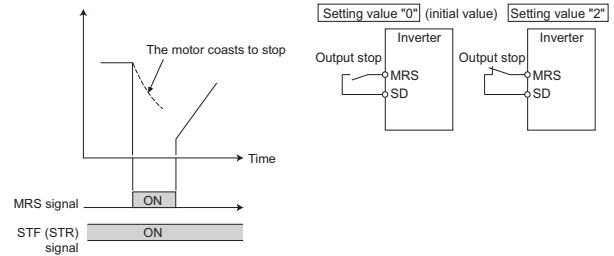 The motor coasts to stop
Time
MRS signal
ON
STF (STR)
signal
ON
Setting value "0" (initial value)
Inverter
Output stop
MRS
SD
Setting value "2"
Inverter
Output stop
MRS
SD